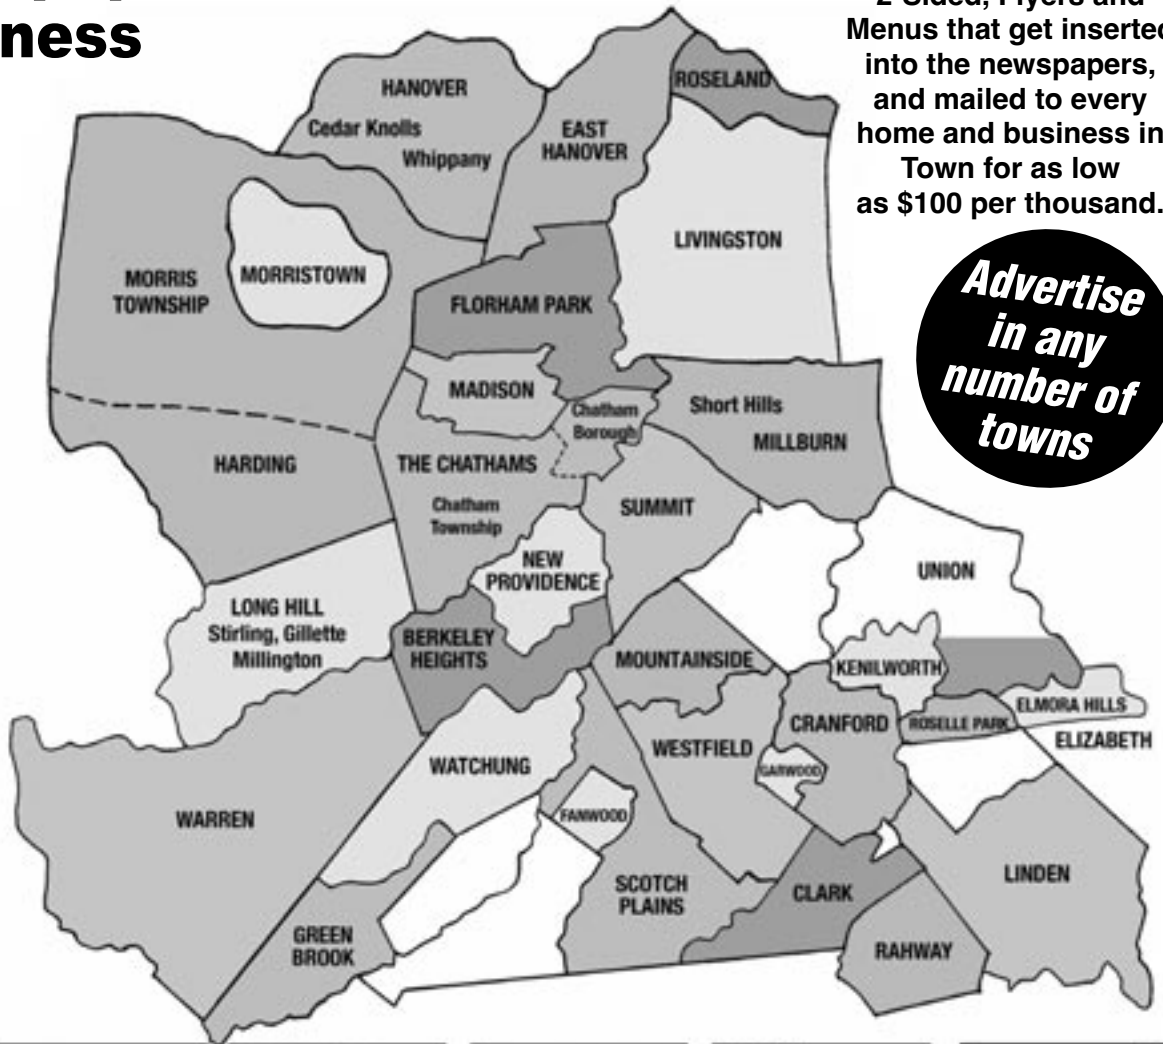 ness
2-Sided, Flyers and
Menus that get inserted
into the newspapers,
and mailed to every
home and business in
Town for as low
as $100 per thousand.
Advertise
in any
number of
towns
HANOVER
Cedar Knolls
Whippany
EAST
HANOVER
ROSELAND
LIVINGSTON
MORRIS
TOWNSHIP
MORRISTOWN
FLORHAM PARK
MADISON
Chatham
Borough
Short Hills
MILLBURN
HARDING
THE CHATHAMS
Chatham
Township
SUMMIT
NEW
PROVIDENCE
UNION
LONG HILL
Stirling, Gillette
Millington
BERKELEY
HEIGHTS
MOUNTAINSIDE
KENILWORTH
ELMORA HILLS
ROSELLE PARK
ELIZABETH
CRANFORD
WESTFIELD
GARWOOD
WATCHUNG
WARREN
FANWOOD
SCOTCH
PLAINS
CLARK
LINDEN
GREEN
BROOK
RAHWAY